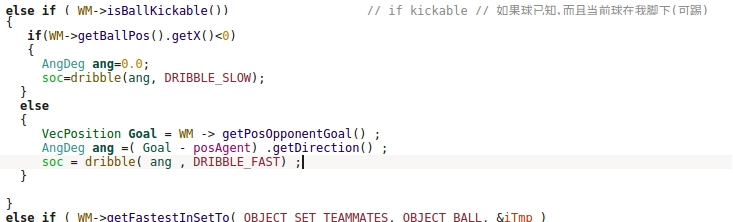 else if ( WM->isBallKickable()) // if kickable // 如果球已知,而且当前球在我脚下(可踢)
{
if(WM->getBallPos().getX()<0)
{
AngDeg ang=0.0;
soc=dribble(ang, DRIBBLE_SLOW);
}
else
{
VecPosition Goal = WM -> getPosOpponentGoal() ;
AngDeg ang =( Goal - posAgent) .getDirection() ;
soc = dribble( ang , DRIBBLE_FAST) ;
}
}
else if ( WM->getFastestInSetTo( OBJECT_SET_TEAMMATES, OBJECT_BALL, &iTmp )